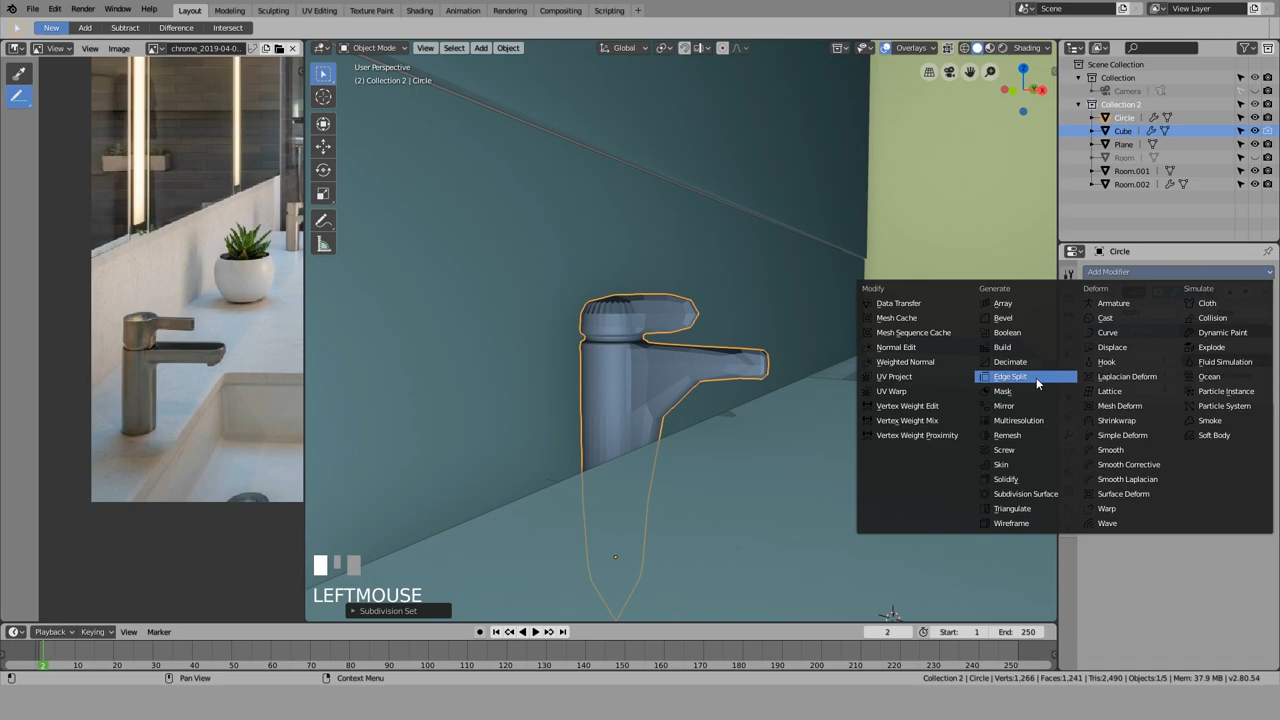 File Edit Render Window Help Layout Modeling Sculpting UV Editing Texture Paint Shading Animation Rendering Compositing Scripting + Scene View Layer
New Add Subtract Difference Intersect
View View Image chrome_2019-04-0... Object Mode View Select Add Object Global Overlays Shading
User Perspective
(2) Collection 2 | Circle
Z
Y X
Scene Collection
Collection
Camera
Collection 2
Circle
Cube
Plane
Room
Room.001
Room.002
Circle
Add Modifier
Modify Generate Deform Simulate
Data Transfer Array Armature Cloth
Mesh Cache Bevel Cast Collision
Mesh Sequence Cache Boolean Curve Dynamic Paint
Normal Edit Build Displace Explode
Weighted Normal Decimate Hook Fluid Simulation
UV Project Edge Split Laplacian Deform Ocean
UV Warp Mask Lattice Particle Instance
Vertex Weight Edit Mirror Mesh Deform Particle System
Vertex Weight Mix Multiresolution Shrinkwrap Smoke
Vertex Weight Proximity Remesh Simple Deform Soft Body
Screw Smooth
Skin Smooth Corrective
Solidify Smooth Laplacian
Subdivision Surface Surface Deform
Triangulate Warp
Wireframe Wave
LEFTMOUSE
Subdivision Set
Playback Keying View Marker 2 Start: 1 End: 250
2 10 20 30 40 50 60 70 80 90 100 110 120 130 140 150 160 170 180 190 200 210 220 230 240 250
Pan View Context Menu Collection 2 | Circle | Verts:1,266 | Faces:1,241 | Tris:2,490 | Objects:1/5 | Mem: 37.9 MB | v2.80.54